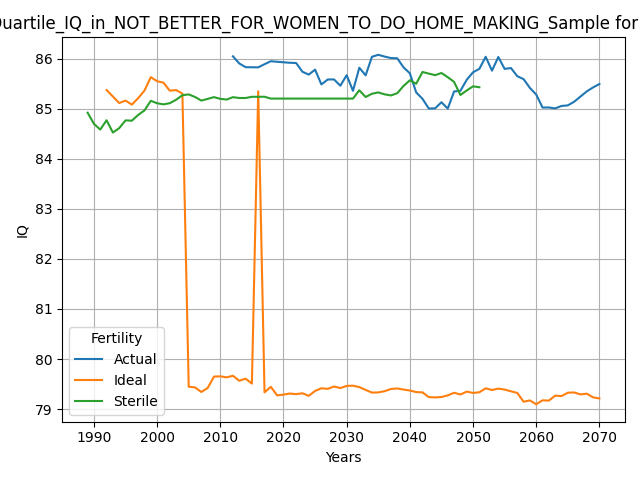 uartile_IQ_in_NOT_BETTER_FOR_WOMEN_TO_DO_HOME_MAKING_Sample for
IQ
86
85
84
83
82
81
80
79
Fertility
Actual
Ideal
Sterile
1990 2000 2010 2020 2030 2040 2050 2060 2070
Years